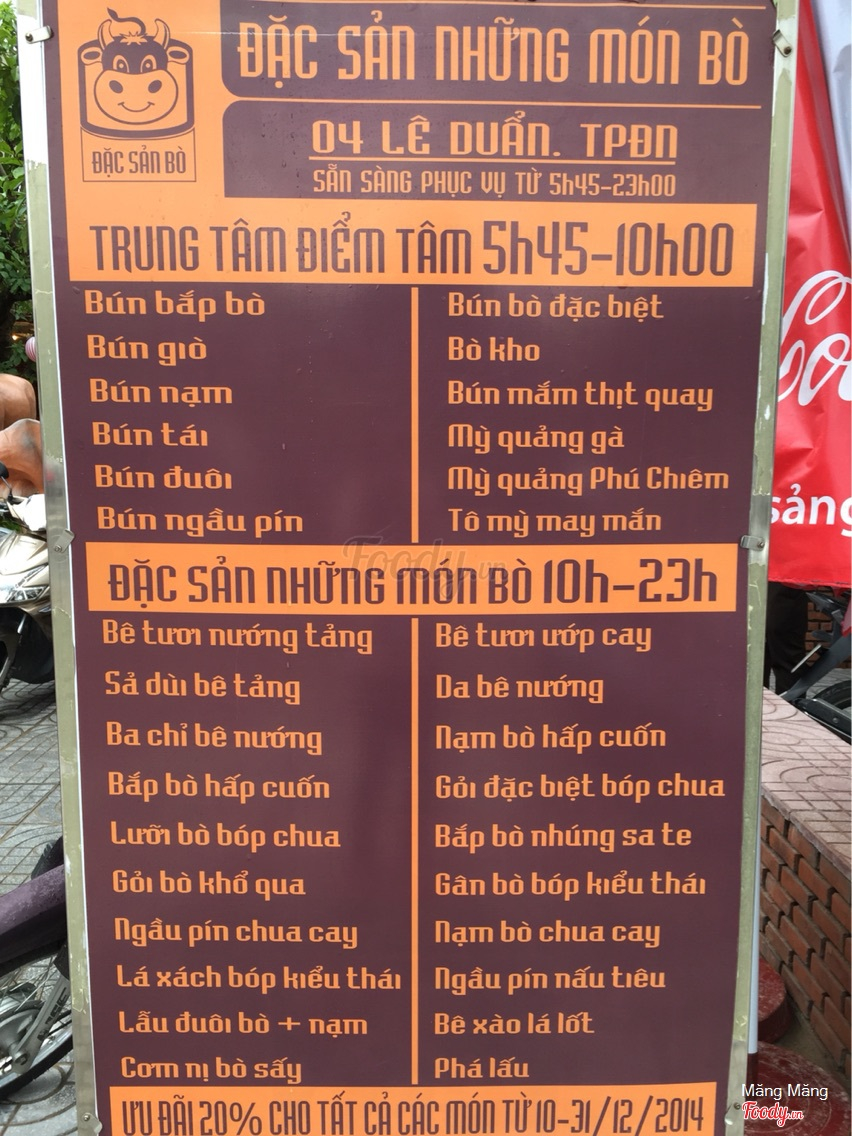 ĐẶC SẢN NHỮNG MÓN BÒ
ĐẶC SẢN BÒ
04 LÊ DUẨN. TPĐN
SẴN SÀNG PHỤC VỤ TỪ 5h45-23h00
TRUNG TÂM ĐIỂM TÂM 5h45-10h00
Bún bắp bò
Bún giò
Bún nạm
Bún tái
Bún đuôi
Bún ngầu pín
Bún bò đặc biệt
Bò kho
Bún mắm thịt quay
Mỳ quảng gà
Mỳ quảng Phú Chiêm
Tô mỳ may mắn
ĐẶC SẢN NHỮNG MÓN BÒ 10h-23h
Bê tươi nướng tảng
Sả dùi bê tảng
Ba chỉ bê nướng
Bắp bò hấp cuốn
Lưỡi bò bóp chua
Gỏi bò khổ qua
Ngầu pín chua cay
Lá xách bóp kiểu thái
Lẩu đuôi bò + nạm
Cơm nị bò sấy
Bê tươi ướp cay
Da bê nướng
Nạm bò hấp cuốn
Gỏi đặc biệt bóp chua
Bắp bò nhúng sa te
Gân bò bóp kiểu thái
Nạm bò chua cay
Ngầu pín nấu tiêu
Bê xào lá lốt
Phá lấu
ƯU ĐÃI 20% CHO TẤT CẢ CÁC MÓN TỪ 10-31/12/2014
Foody.vn
Măng Măng
Foody.vn